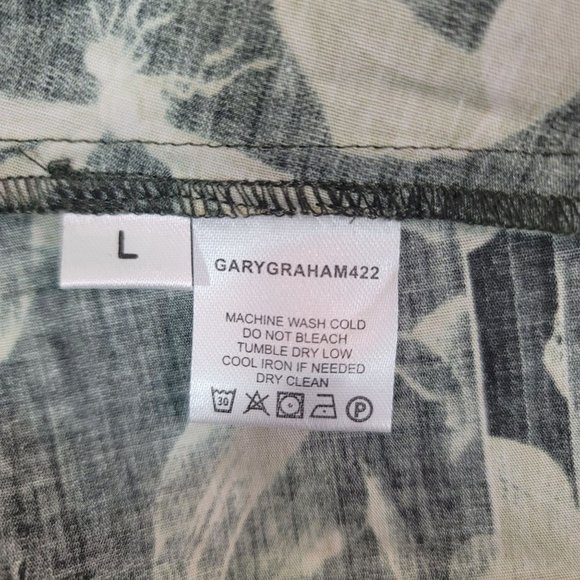 L
GARYGRAHAM422
MACHINE WASH COLD
DO NOT BLEACH
TUMBLE DRY LOW
COOL IRON IF NEEDED
DRY CLEAN
30 P